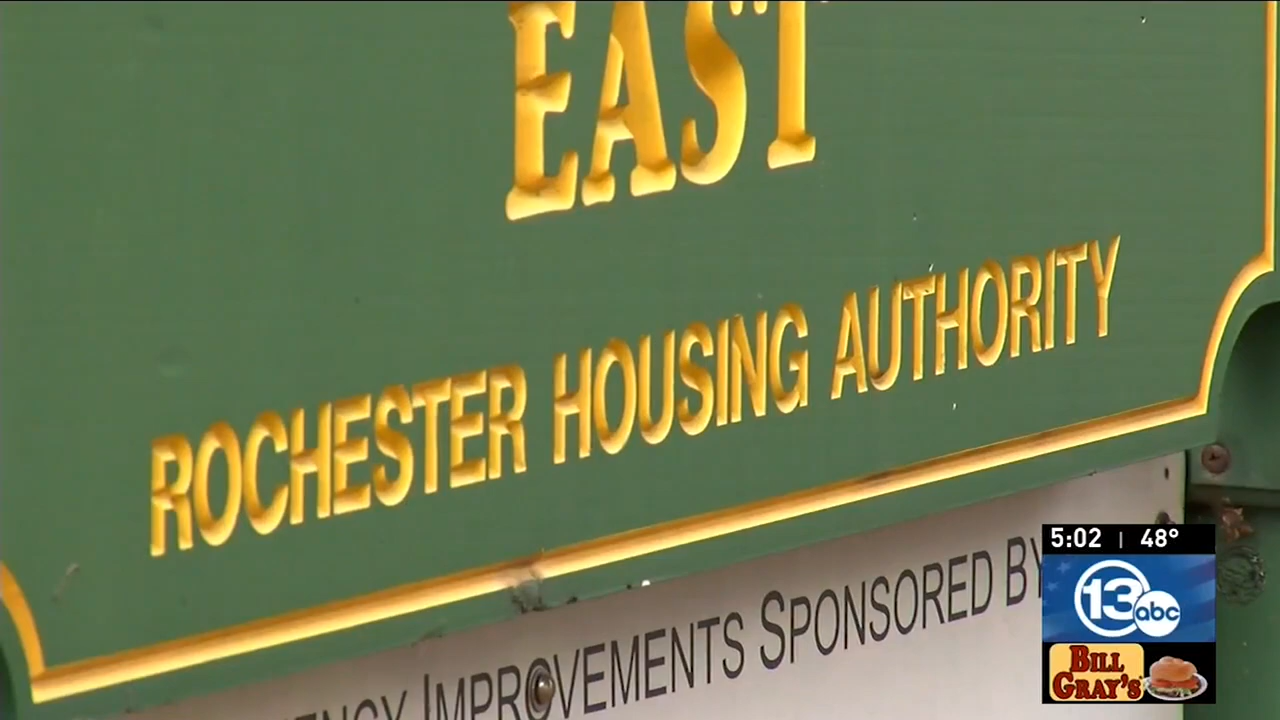 EAST
ROCHESTER HOUSING AUTHORITY
IMPROVEMENTS SPONSORED BY
5:02 | 48°
13 abc
BILL
GRAY'S